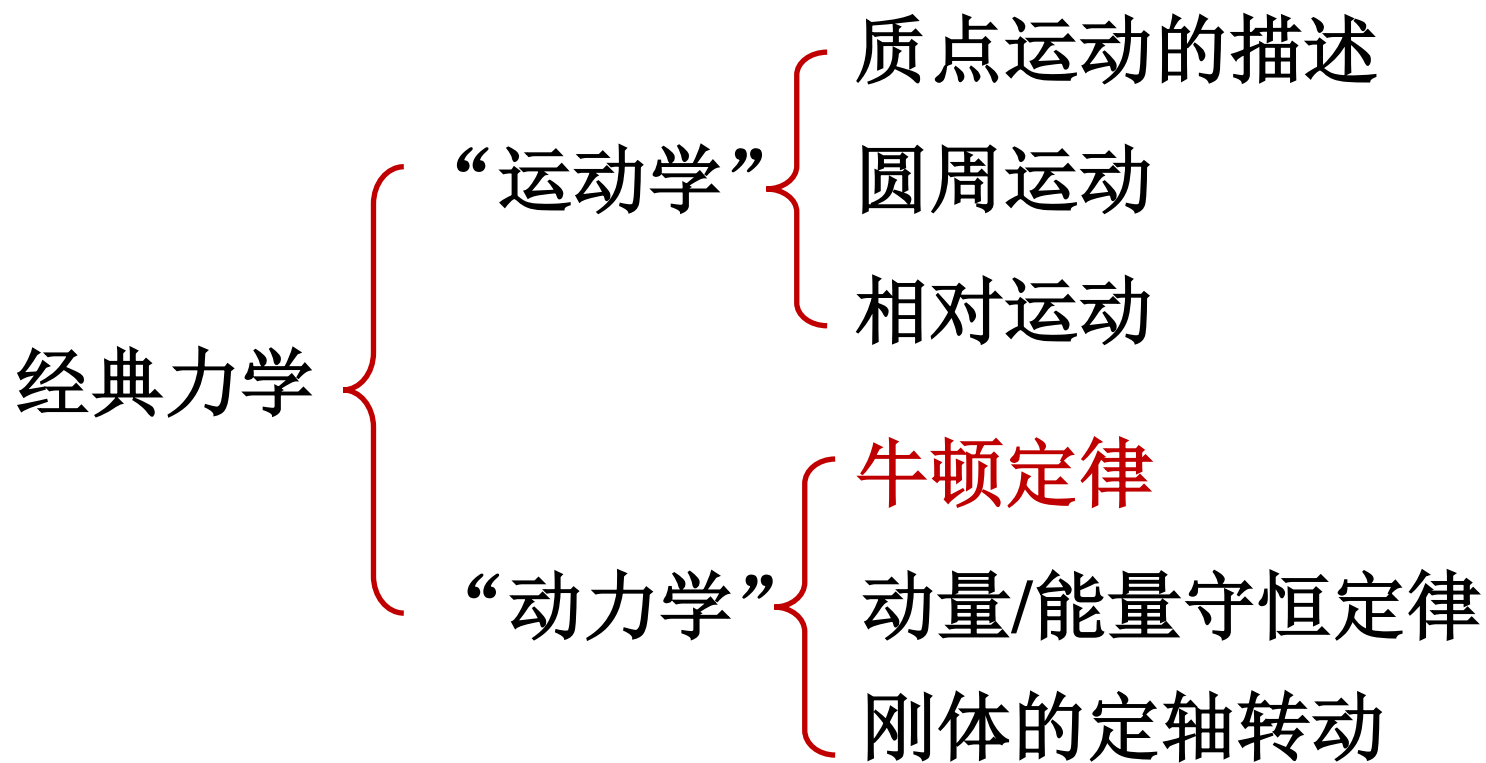 经典力学
“运动学”
质点运动的描述
圆周运动
相对运动
“动力学”
牛顿定律
动量/能量守恒定律
刚体的定轴转动